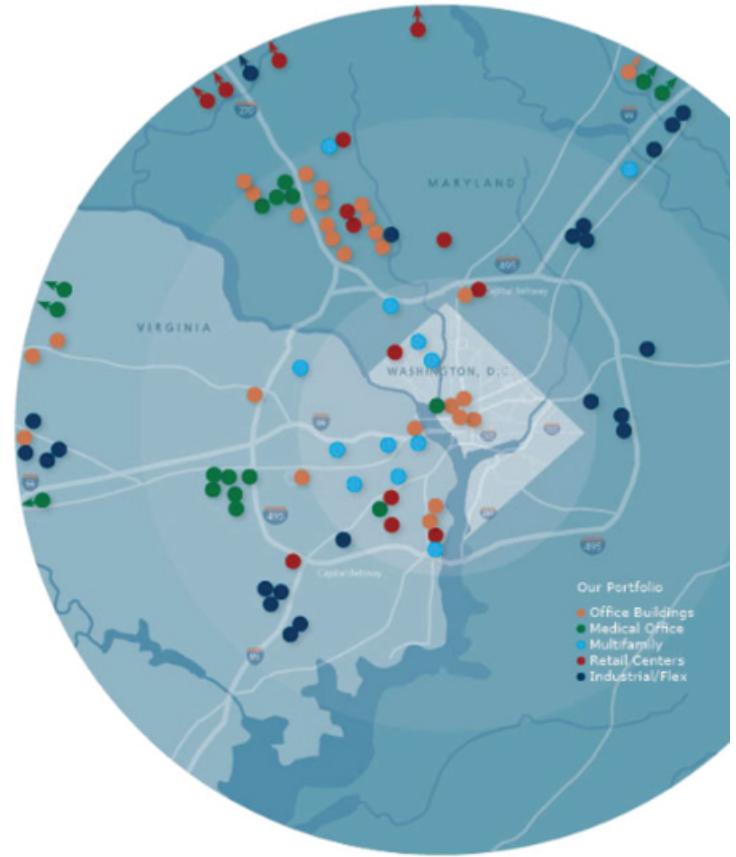 270
95
MARYLAND
495
Capital Beltway
VIRGINIA
WASHINGTON, D.C.
66
495
66
495
Capital Beltway
95
Our Portfolio
Office Buildings
Medical Office
Multifamily
Retail Centers
Industrial/Flex